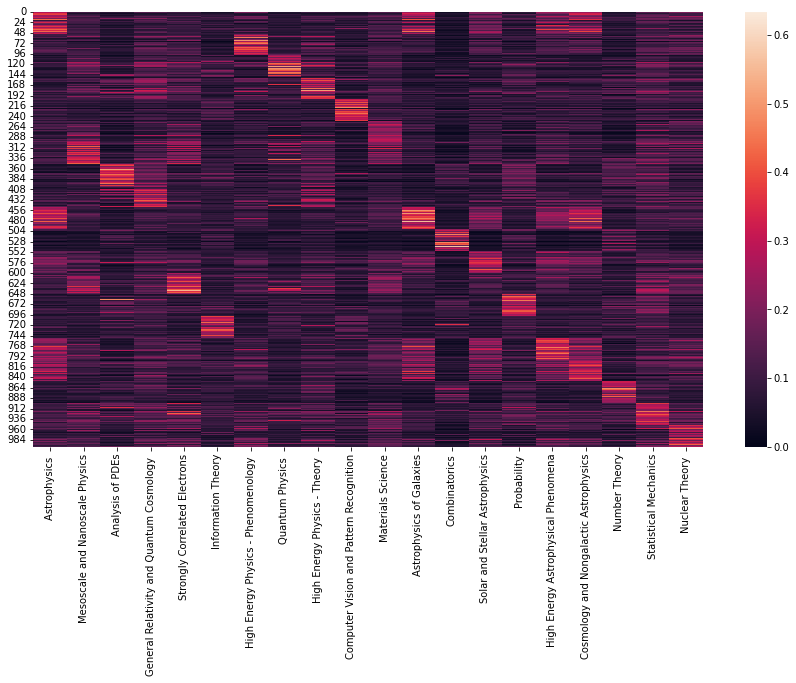 0
24
48
72
96
120
144
168
192
216
240
264
288
312
336
360
384
408
432
456
480
504
528
552
576
600
624
648
672
696
720
744
768
792
816
840
864
888
912
936
960
984
0.6
0.5
0.4
0.3
0.2
0.1
0.0
Astrophysics
Mesoscale and Nanoscale Physics
Analysis of PDEs
General Relativity and Quantum Cosmology
Strongly Correlated Electrons
Information Theory
High Energy Physics - Phenomenology
Quantum Physics
High Energy Physics - Theory
Computer Vision and Pattern Recognition
Materials Science
Astrophysics of Galaxies
Combinatorics
Solar and Stellar Astrophysics
Probability
High Energy Astrophysical Phenomena
Cosmology and Nongalactic Astrophysics
Number Theory
Statistical Mechanics
Nuclear Theory